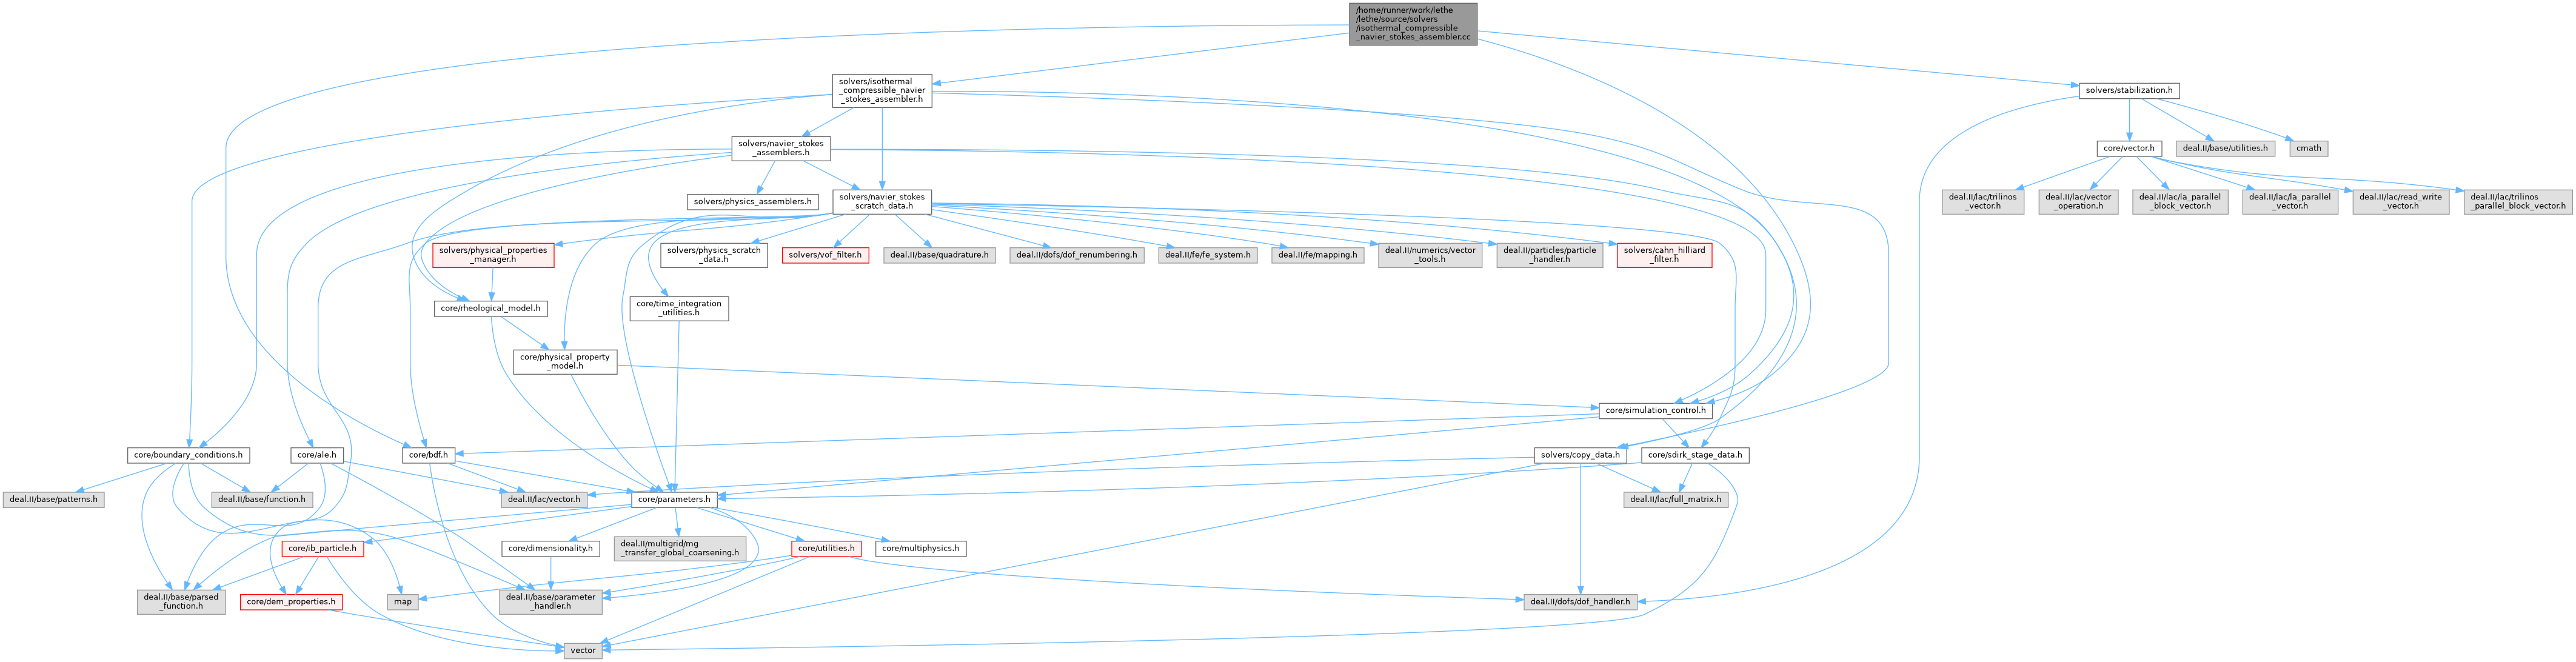 /home/runner/work/lethe
/lethe/source/solvers
/isothermal_compressible
_navier_stokes_assembler.cc
solvers/isothermal
_compressible_navier
_stokes_assembler.h
solvers/stabilization.h
solvers/navier_stokes
_assemblers.h
core/vector.h
deal.II/base/utilities.h
cmath
solvers/physics_assemblers.h
solvers/navier_stokes
_scratch_data.h
deal.II/lac/trilinos
_vector.h
deal.II/lac/vector
_operation.h
deal.II/lac/la_parallel
_block_vector.h
deal.II/lac/la_parallel
_vector.h
deal.II/lac/read_write
_vector.h
deal.II/lac/trilinos
_parallel_block_vector.h
solvers/physical_properties
_manager.h
solvers/physics_scratch
_data.h
solvers/vof_filter.h
deal.II/base/quadrature.h
deal.II/dofs/dof_renumbering.h
deal.II/fe/fe_system.h
deal.II/fe/mapping.h
deal.II/numerics/vector
_tools.h
deal.II/particles/particle
_handler.h
solvers/cahn_hilliard
_filter.h
core/rheological_model.h
core/time_integration
_utilities.h
core/physical_property
_model.h
core/simulation_control.h
core/boundary_conditions.h
core/ale.h
core/bdf.h
solvers/copy_data.h
core/sdirk_stage_data.h
deal.II/base/patterns.h
deal.II/base/function.h
deal.II/lac/vector.h
core/parameters.h
deal.II/lac/full_matrix.h
core/ib_particle.h
core/dimensionality.h
deal.II/multigrid/mg
_transfer_global_coarsening.h
core/utilities.h
core/multiphysics.h
deal.II/base/parsed
_function.h
core/dem_properties.h
map
deal.II/base/parameter
_handler.h
deal.II/dofs/dof_handler.h
vector